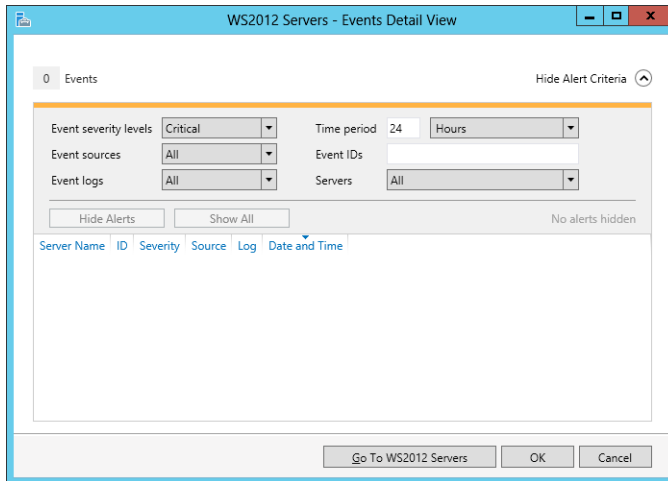 WS2012 Servers - Events Detail View
0 Events Hide Alert Criteria
Event severity levels Critical Time period 24 Hours
Event sources All Event IDs
Event logs All Servers All
Hide Alerts Show All No alerts hidden
Server Name ID Severity Source Log Date and Time
Go To WS2012 Servers OK Cancel